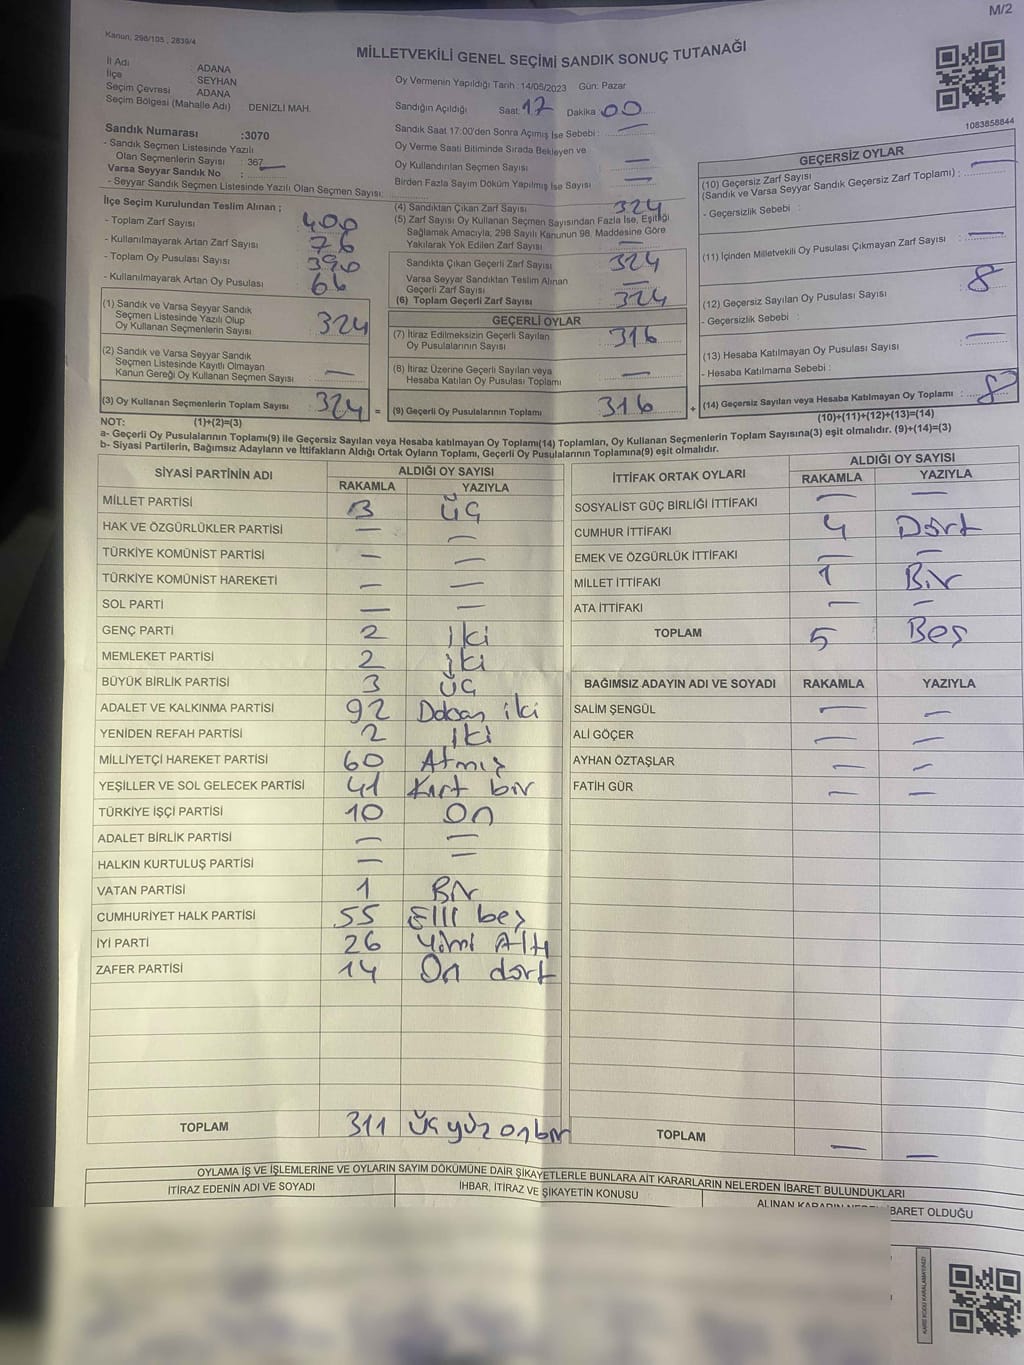 M/2
Kanun, 298/105 , 2839/4
MİLLETVEKİLİ GENEL SEÇİMİ SANDIK SONUÇ TUTANAĞI
İl Adı : ADANA
İlçe : SEYHAN
Seçim Çevresi : ADANA
Seçim Bölgesi (Mahalle Adı) DENİZLİ MAH.
Sandık Numarası :3070
- Sandık Seçmen Listesinde Yazılı
Olan Seçmenlerin Sayısı : 367
Varsa Seyyar Sandık No :
- Seyyar Sandık Seçmen Listesinde Yazılı Olan Seçmen Sayısı:
İlçe Seçim Kurulundan Teslim Alınan ;
- Toplam Zarf Sayısı : 400
- Kullanılmayarak Artan Zarf Sayısı : 76
- Toplam Oy Pusulası Sayısı : 390
- Kullanılmayarak Artan Oy Pusulası : 66
(1) Sandık ve Varsa Seyyar Sandık
Seçmen Listesinde Yazılı Olup
Oy Kullanan Seçmenlerin Sayısı : 324
(2) Sandık ve Varsa Seyyar Sandık
Seçmen Listesinde Kayıtlı Olmayan
Kanun Gereği Oy Kullanan Seçmen Sayısı : —
(3) Oy Kullanan Seçmenlerin Toplam Sayısı : 324 =
Oy Vermenin Yapıldığı Tarih : 14/05/2023 Gün: Pazar
Sandığın Açıldığı Saat 17 Dakika 00
Sandık Saat 17:00'den Sonra Açımış İse Sebebi : —
Oy Verme Saati Bitiminde Sırada Bekleyen ve
Oy Kullandırılan Seçmen Sayısı —
Birden Fazla Sayım Döküm Yapılmış İse Sayısı —
(4) Sandıktan Çıkan Zarf Sayısı 324
(5) Zarf Sayısı Oy Kullanan Seçmen Sayısından Fazla İse, Eşitliği
Sağlamak Amacıyla, 298 Sayılı Kanunun 98. Maddesine Göre
Yakılarak Yok Edilen Zarf Sayısı —
Sandıkta Çıkan Geçerli Zarf Sayısı : 324
Varsa Seyyar Sandıktan Teslim Alınan
Geçerli Zarf Sayısı : —
(6) Toplam Geçerli Zarf Sayısı : 324
GEÇERLİ OYLAR
(7) İtiraz Edilmeksizin Geçerli Sayılan
Oy Pusulalarının Sayısı : 316
(8) İtiraz Üzerine Geçerli Sayılan veya
Hesaba Katılan Oy Pusulası Toplamı : —
(9) Geçerli Oy Pusulalarının Toplamı : 316 +
1083858844
GEÇERSİZ OYLAR
(10) Geçersiz Zarf Sayısı
(Sandık ve Varsa Seyyar Sandık Geçersiz Zarf Toplamı) : —
- Geçersizlik Sebebi :
(11) İçinden Milletvekili Oy Pusulası Çıkmayan Zarf Sayısı : —
(12) Geçersiz Sayılan Oy Pusulası Sayısı : 8
- Geçersizlik Sebebi :
(13) Hesaba Katılmayan Oy Pusulası Sayısı : —
- Hesaba Katılmama Sebebi :
(14) Geçersiz Sayılan veya Hesaba Katılmayan Oy Toplamı : 8
NOT: (1)+(2)=(3) (10)+(11)+(12)+(13)=(14)
a- Geçerli Oy Pusulalarının Toplamı(9) ile Geçersiz Sayılan veya Hesaba katılmayan Oy Toplamı(14) Toplamları, Oy Kullanan Seçmenlerin Toplam Sayısına(3) eşit olmalıdır. (9)+(14)=(3)
b- Siyasi Partilerin, Bağımsız Adayların ve İttifakların Aldığı Ortak Oyların Toplamı, Geçerli Oy Pusulalarının Toplamına(9) eşit olmalıdır.
SİYASİ PARTİNİN ADI ALDIĞI OY SAYISI
RAKAMLA YAZIYLA
MİLLET PARTİSİ 3 üç
HAK VE ÖZGÜRLÜKLER PARTİSİ — —
TÜRKİYE KOMÜNİST PARTİSİ — —
TÜRKİYE KOMÜNİST HAREKETİ — —
SOL PARTİ — —
GENÇ PARTİ 2 iki
MEMLEKET PARTİSİ 2 iki
BÜYÜK BİRLİK PARTİSİ 3 üç
ADALET VE KALKINMA PARTİSİ 92 Doksan iki
YENİDEN REFAH PARTİSİ 2 iki
MİLLİYETÇİ HAREKET PARTİSİ 60 Atmış
YEŞİLLER VE SOL GELECEK PARTİSİ 41 Kırt bir
TÜRKİYE İŞÇİ PARTİSİ 10 On
ADALET BİRLİK PARTİSİ — —
HALKIN KURTULUŞ PARTİSİ — —
VATAN PARTİSİ 1 Bir
CUMHURİYET HALK PARTİSİ 55 Elli beş
İYİ PARTİ 26 Yirmi Altı
ZAFER PARTİSİ 14 On dört
TOPLAM 311 üç yüz onbir
İTTİFAK ORTAK OYLARI ALDIĞI OY SAYISI
RAKAMLA YAZIYLA
SOSYALİST GÜÇ BİRLİĞİ İTTİFAKI — —
CUMHUR İTTİFAKI 4 Dört
EMEK VE ÖZGÜRLÜK İTTİFAKI — —
MİLLET İTTİFAKI 1 Bir
ATA İTTİFAKI — —
TOPLAM 5 Beş
BAĞIMSIZ ADAYIN ADI VE SOYADI RAKAMLA YAZIYLA
SALİM ŞENGÜL — —
ALİ GÖÇER — —
AYHAN ÖZTAŞLAR — —
FATİH GÜR — —
TOPLAM — —
OYLAMA İŞ VE İŞLEMLERİNE VE OYLARIN SAYIM DÖKÜMÜNE DAİR ŞİKAYETLERLE BUNLARA AİT KARARLARIN NELERDEN İBARET BULUNDUKLARI
İTİRAZ EDENİN ADI VE SOYADI
İHBAR, İTİRAZ VE ŞİKAYETİN KONUSU
ALINAN KARARIN NEDEN İBARET OLDUĞU
KARE KODU KARALAMAYINIZ!